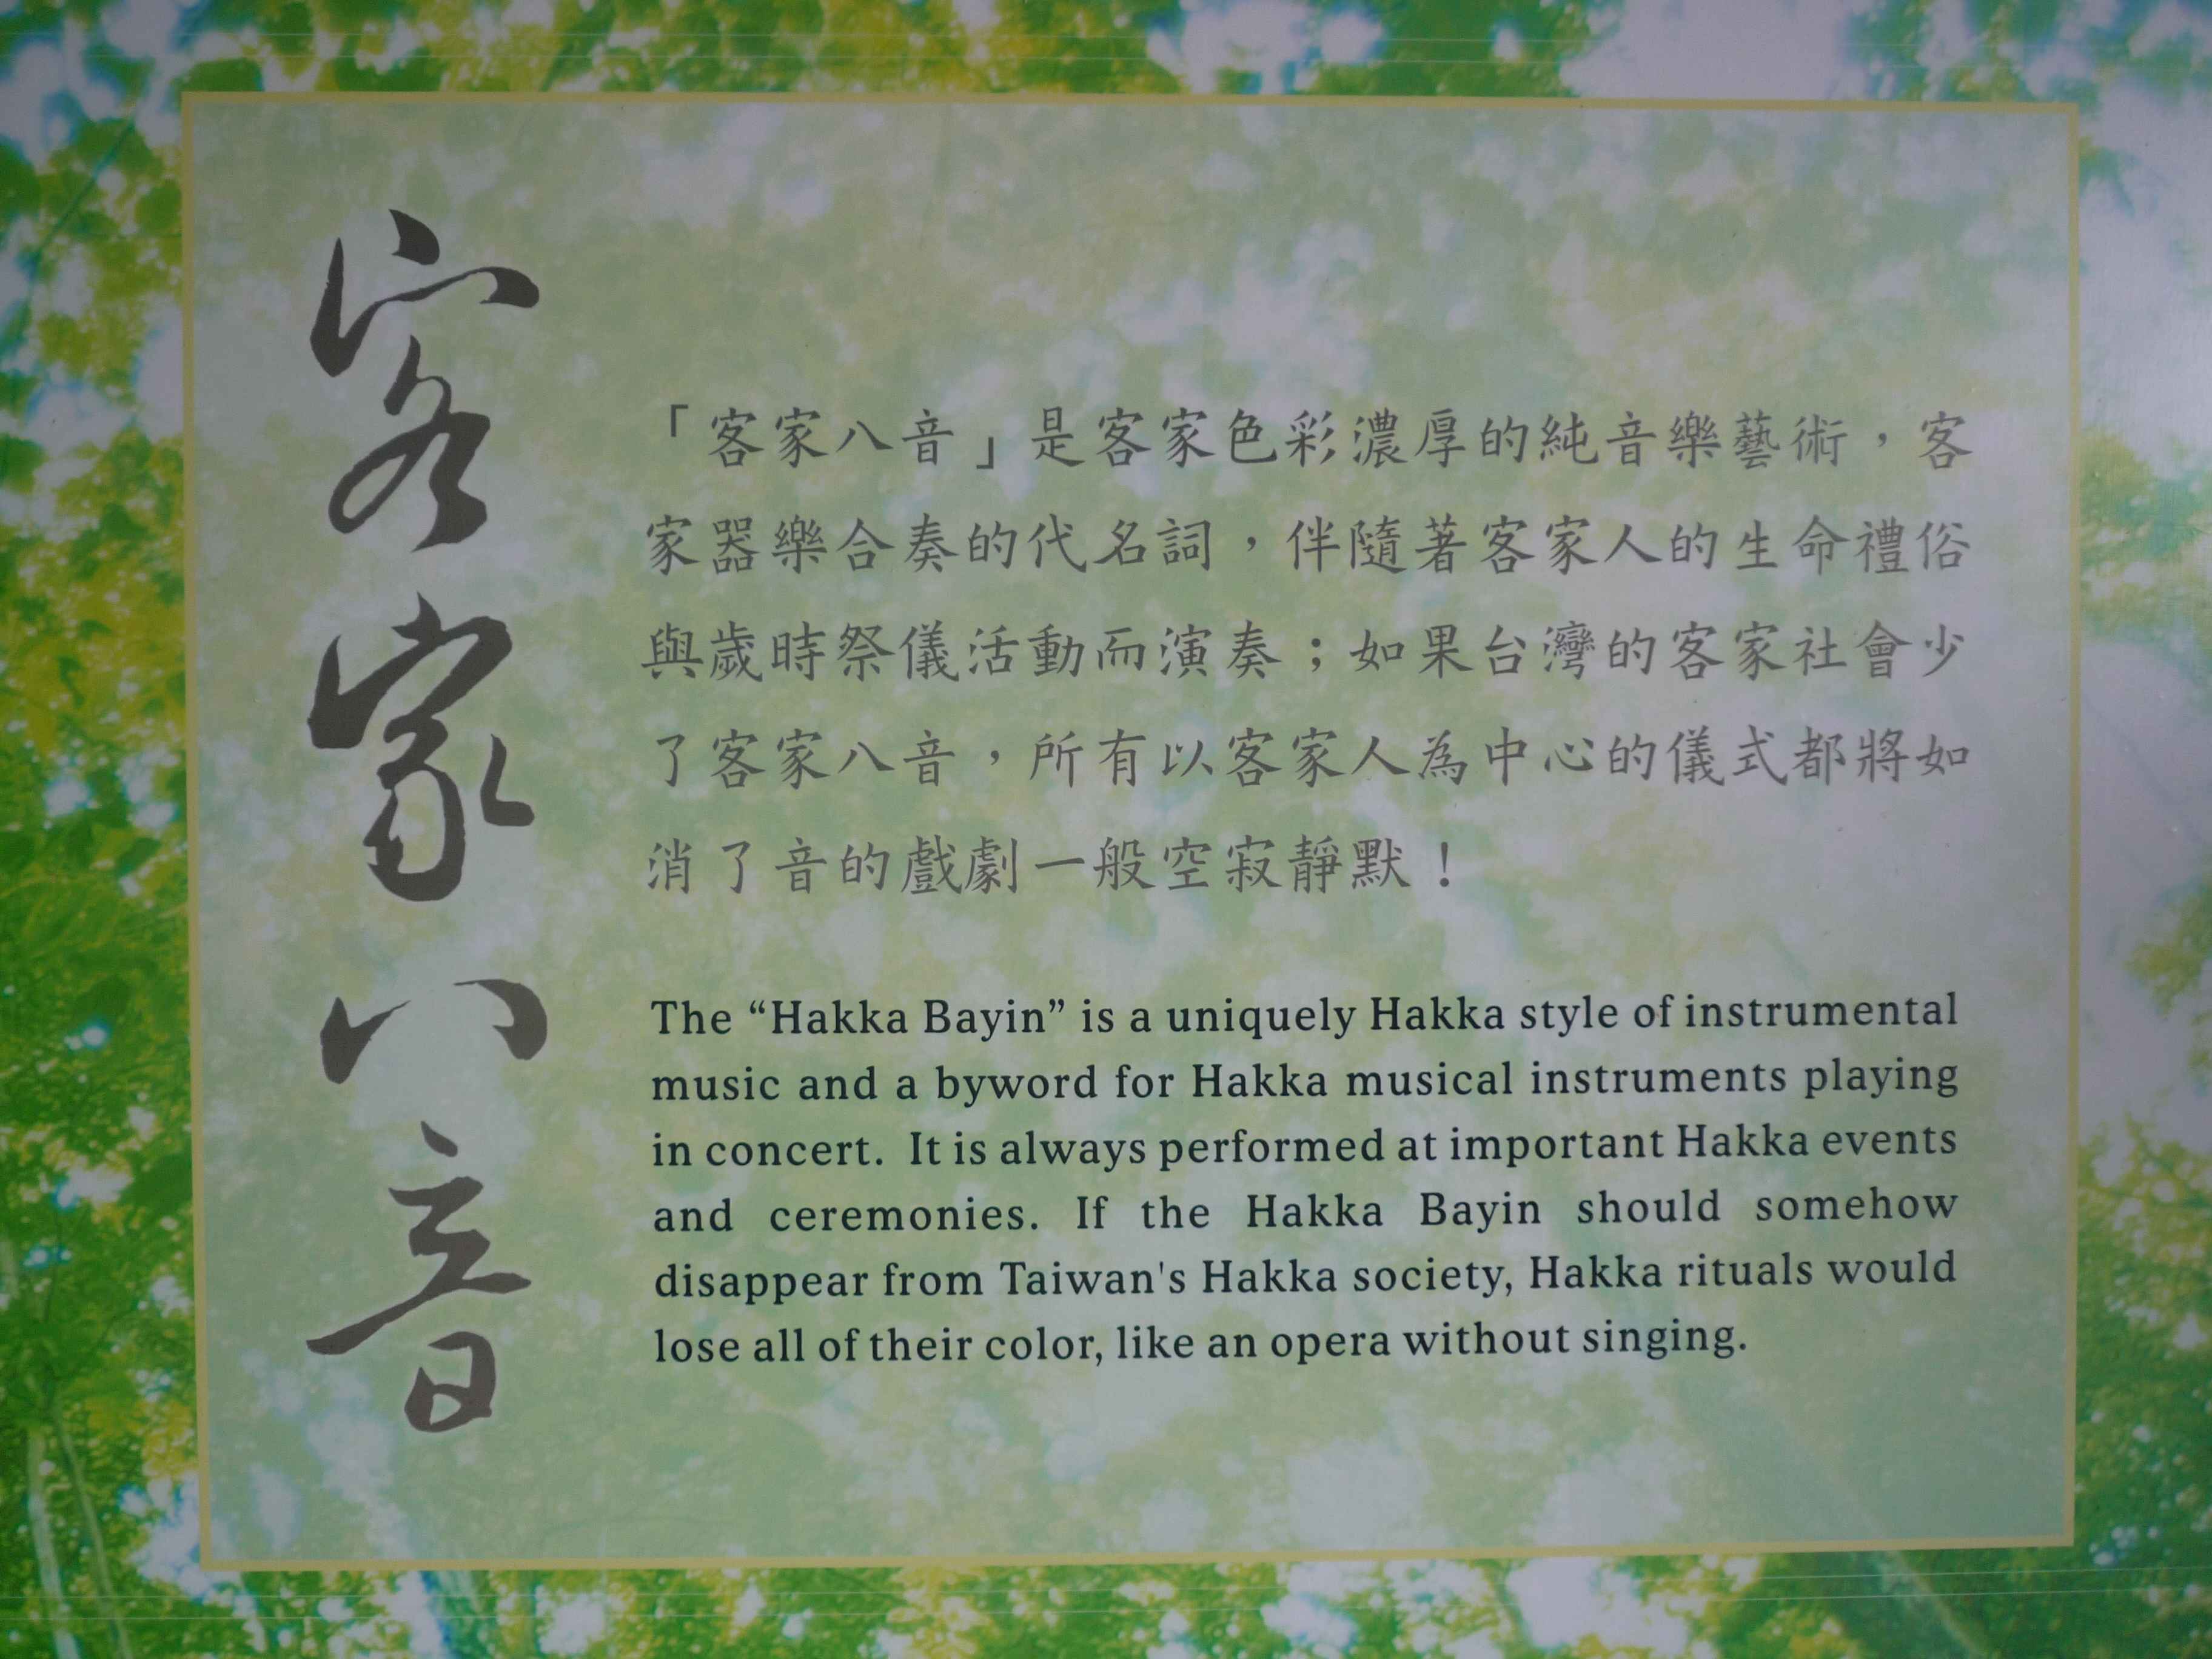 客家八音
「客家八音」是客家色彩濃厚的純音樂藝術，客
家器樂合奏的代名詞，伴隨著客家人的生命禮俗
與歲時祭儀活動而演奏；如果台灣的客家社會少
了客家八音，所有以客家人為中心的儀式都將如
消了音的戲劇一般空寂靜默！
The “Hakka Bayin” is a uniquely Hakka style of instrumental
music and a byword for Hakka musical instruments playing
in concert. It is always performed at important Hakka events
and ceremonies. If the Hakka Bayin should somehow
disappear from Taiwan's Hakka society, Hakka rituals would
lose all of their color, like an opera without singing.